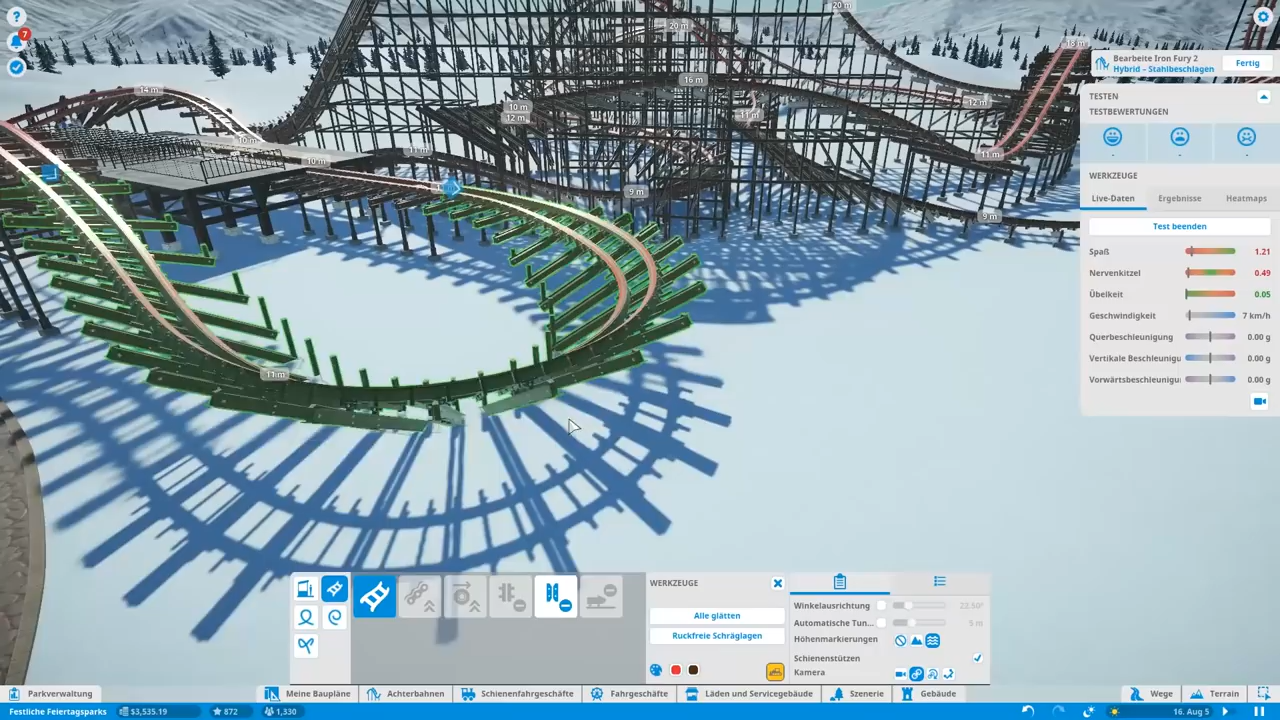 ?
7
20 m
20 m
18 m
16 m
14 m
10 m
12 m
12 m
11 m
11 m
10 m
9 m
9 m
11 m
Bearbeite Iron Fury 2
Hybrid – Stahlbeschlagen
Fertig
TESTEN
TESTBEWERTUNGEN
- - -
WERKZEUGE
Live-Daten Ergebnisse Heatmaps
Test beenden
Spaß 1.21
Nervenkitzel 0.49
Übelkeit 0.05
Geschwindigkeit 7 km/h
Querbeschleunigung 0.00 g
Vertikale Beschleunigu 0.00 g
Vorwärtsbeschleunigu 0.00 g
WERKZEUGE
Alle glätten
Ruckfreie Schräglagen
Winkelausrichtung 22.50°
Automatische Tun... 5 m
Höhenmarkierungen
Schienenstützen
Kamera
Parkverwaltung
Meine Baupläne
Achterbahnen
Schienenfahrgeschäfte
Fahrgeschäfte
Läden und Servicegebäude
Szenerie
Gebäude
Wege
Terrain
Festliche Feiertagsparks
$3,535.19
872
1,330
16. Aug 5